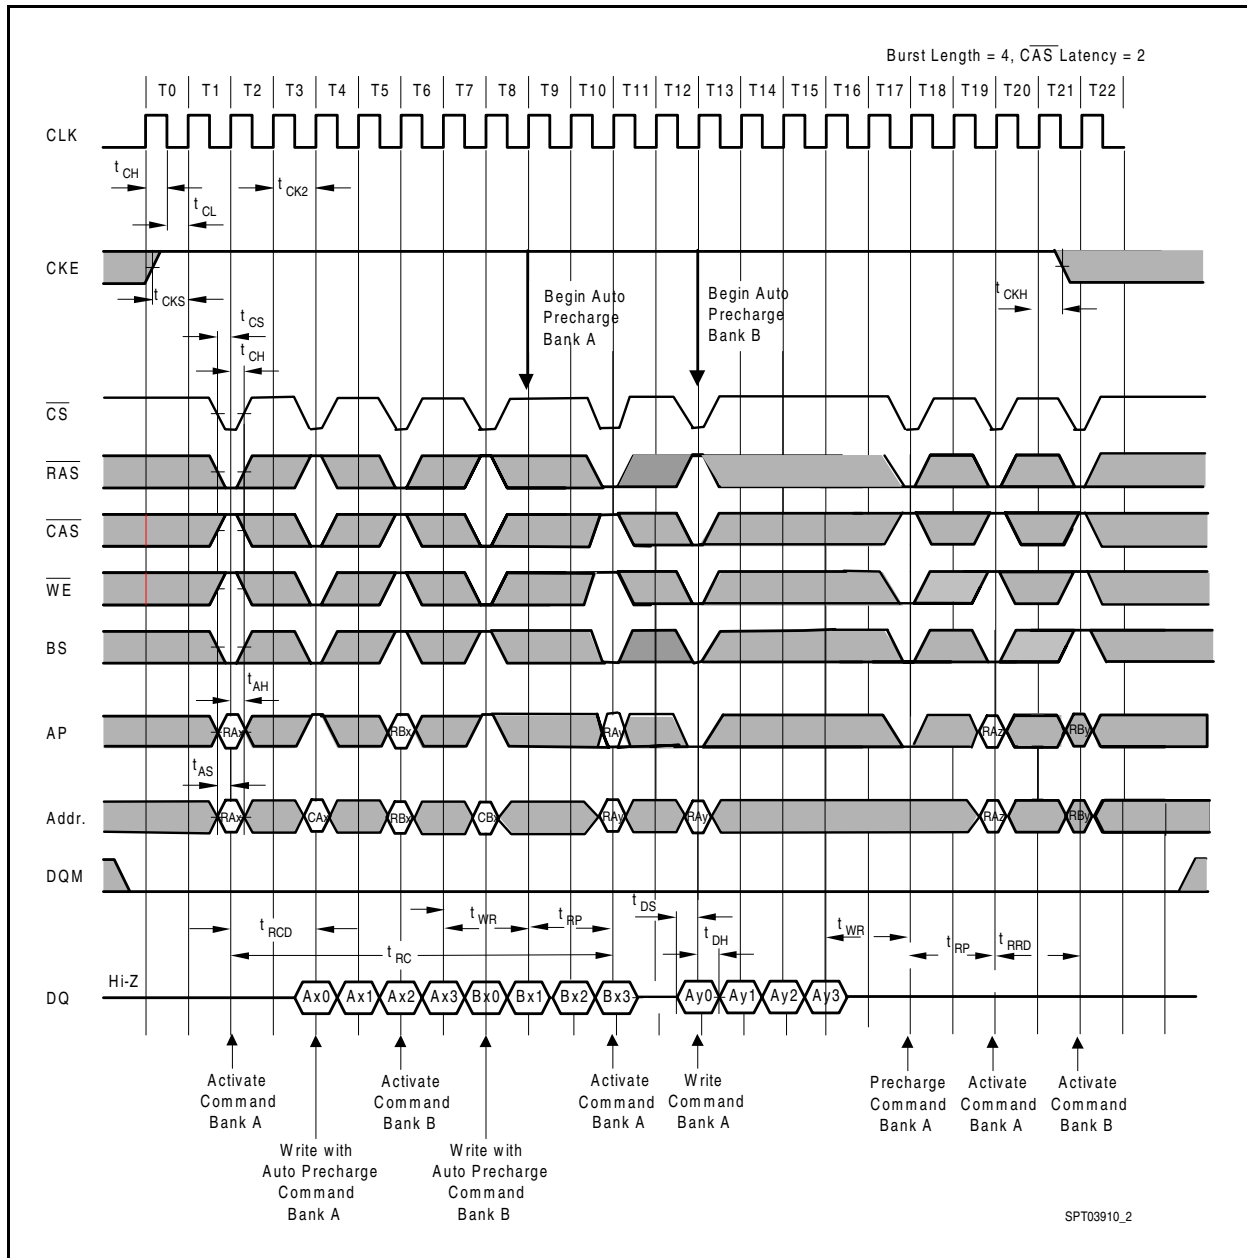 Burst Length = 4, CAS Latency = 2
T0 T1 T2 T3 T4 T5 T6 T7 T8 T9 T10 T11 T12 T13 T14 T15 T16 T17 T18 T19 T20 T21 T22
CLK
t CH
t CK2
t CL
CKE
t CKS
t CKH
Begin Auto
Precharge
Bank A
Begin Auto
Precharge
Bank B
t CS
t CH
CS
RAS
CAS
WE
BS
t AH
AP
RAx RBx RAy RAz RBy
t AS
Addr.
RAx CAx RBx CBx RAy RAy RAz RBy
DQM
t RCD
t WR
t RP
t DS
t DH
t WR
t RP
t RRD
t RC
Hi-Z
DQ
Ax0 Ax1 Ax2 Ax3 Bx0 Bx1 Bx2 Bx3 Ay0 Ay1 Ay2 Ay3
Activate
Command
Bank A
Write with
Auto Precharge
Command
Bank A
Activate
Command
Bank B
Write with
Auto Precharge
Command
Bank B
Activate
Command
Bank A
Write
Command
Bank A
Precharge
Command
Bank A
Activate
Command
Bank A
Activate
Command
Bank B
SPT03910_2